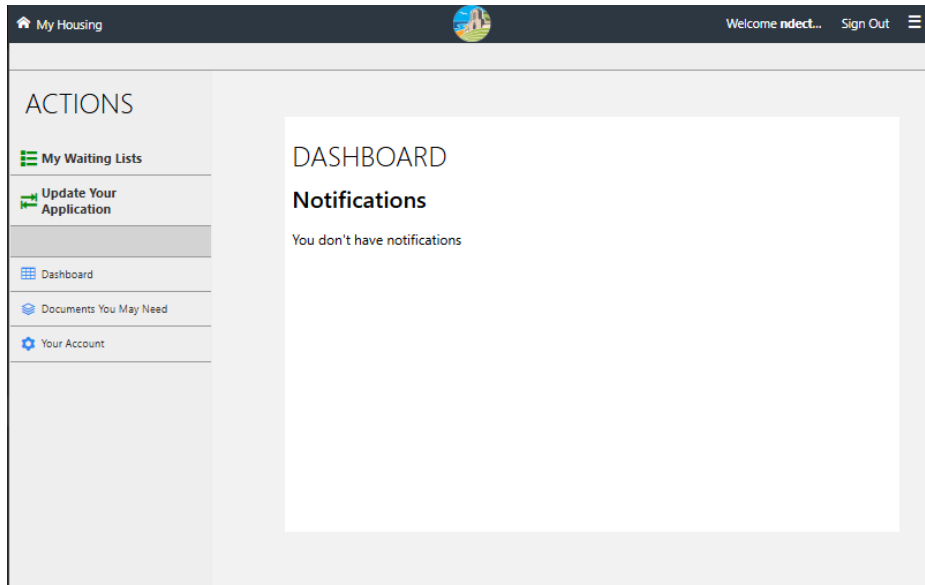 My Housing
Welcome ndect...
Sign Out
ACTIONS
My Waiting Lists
Update Your
Application
Dashboard
Documents You May Need
Your Account
DASHBOARD
Notifications
You don't have notifications